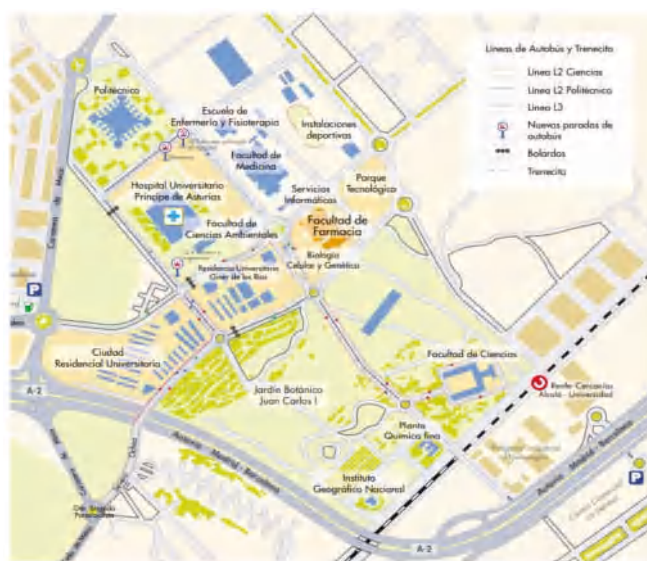 Líneas de Autobús y Trenecito
Línea L2 Ciencias
Línea L2 Politécnico
Línea L3
Nuevas paradas de
autobús
Bolardos
Trenecito
Politécnico
Escuela de
Enfermería y Fisioterapia
Instalaciones
deportivas
Facultad de
Medicina
Parque
Tecnológico
Hospital Universitario
Príncipe de Asturias
Servicios
Informáticos
Facultad de
Farmacia
Facultad de
Ciencias Ambientales
Biología
Celular y Genética
Residencia Universitaria
Giner de los Ríos
P
Ciudad
Residencial Universitaria
Facultad de Ciencias
Renfe Cercanías
Alcalá - Universidad
A-2
Jardín Botánico
Juan Carlos I
Planta
Química fina
Autovía Madrid - Barcelona
Instituto
Geográfico Nacional
Autovía Madrid - Barcelona
P
A-2